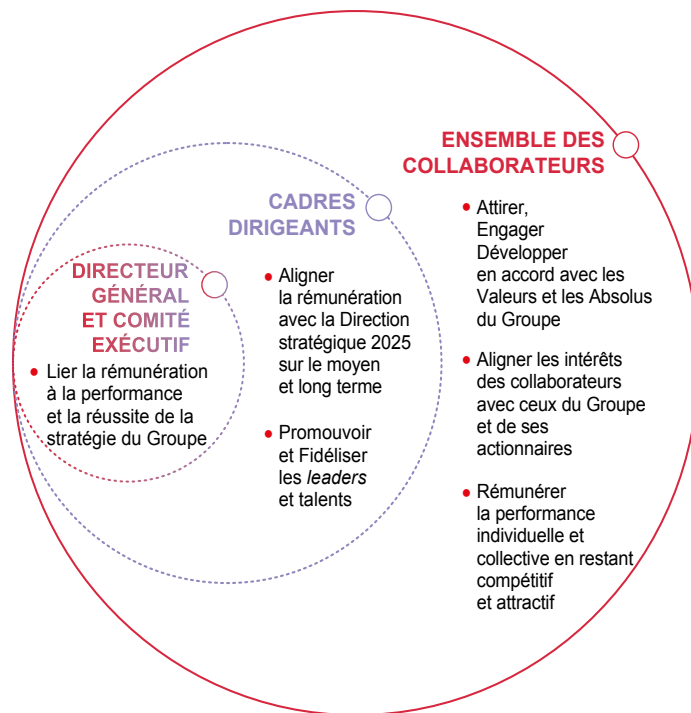 ENSEMBLE DES
COLLABORATEURS
• Attirer,
Engager
Développer
en accord avec les
Valeurs et les Absolus
du Groupe
• Aligner les intérêts
des collaborateurs
avec ceux du Groupe
et de ses
actionnaires
• Rémunérer
la performance
individuelle et
collective en restant
compétitif
et attractif
CADRES
DIRIGEANTS
• Aligner
la rémunération
avec la Direction
stratégique 2025
sur le moyen
et long terme
• Promouvoir
et Fidéliser
les leaders
et talents
DIRECTEUR
GÉNÉRAL
ET COMITÉ
EXÉCUTIF
• Lier la rémunération
à la performance
et la réussite de la
stratégie du Groupe